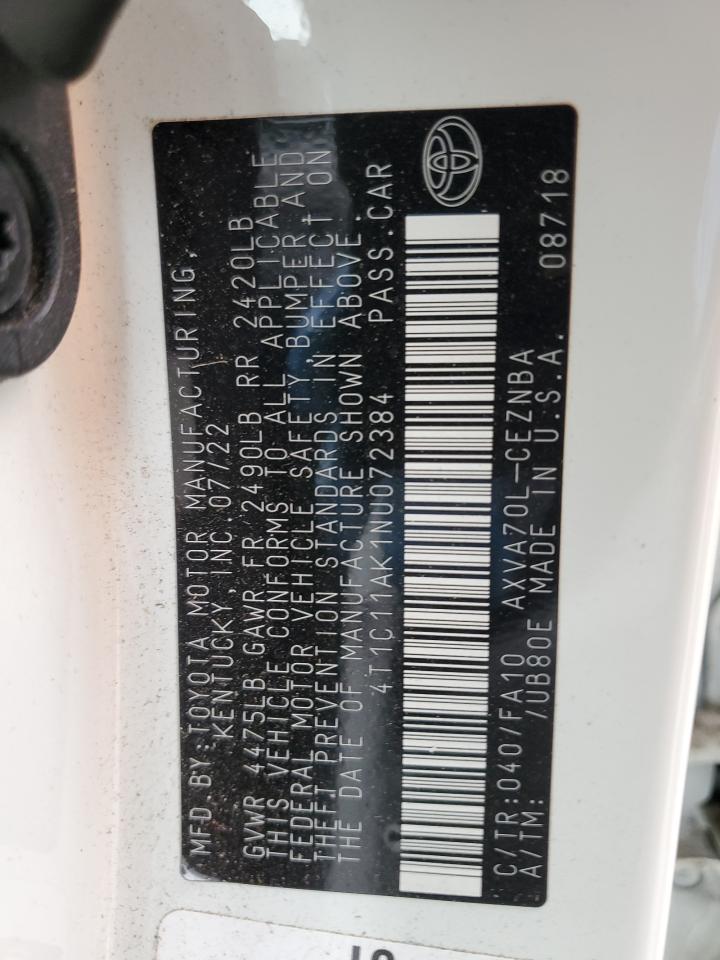 MFD.BY:TOYOTA MOTOR MANUFACTURING,
KENTUCKY, INC.07/22
GVWR 4475LB GAWR FR 2490LB RR 2420LB
THIS VEHICLE CONFORMS TO ALL APPLICABLE
FEDERAL MOTOR VEHICLE SAFETY,BUMPER AND
THEFT PREVENTION STANDARDS IN EFFECT ON
THE DATE OF MANUFACTURE SHOWN ABOVE.
4T1C11AK1NU072384 PASS.CAR
C/TR:040/FA10 AXVA70L-CEZNBA
A/TM: /UB80E MADE IN U.S.A. 08718